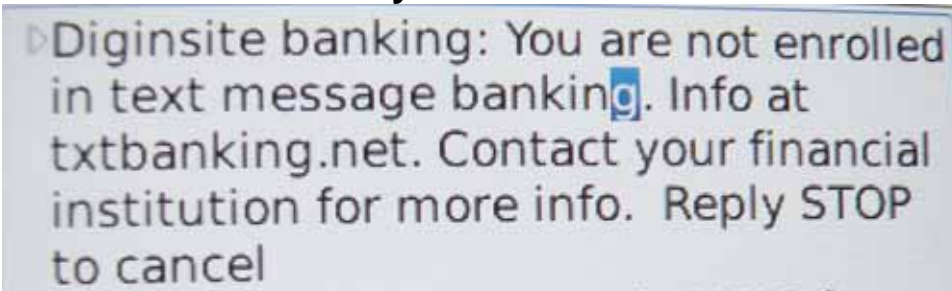 Diginsite banking: You are not enrolled
in text message banking. Info at
txtbanking.net. Contact your financial
institution for more info.  Reply STOP
to cancel